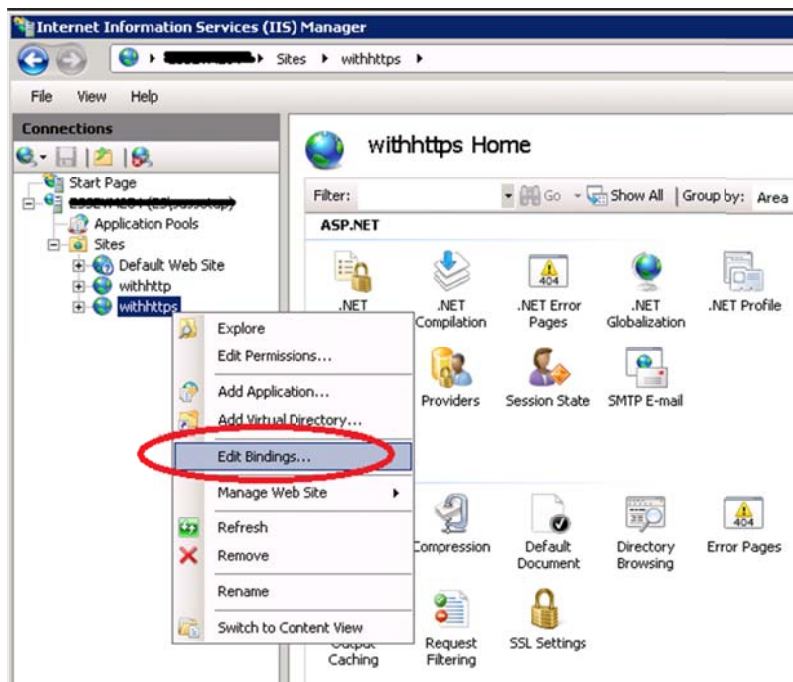 Internet Information Services (IIS) Manager
Sites withhttps
File View Help
Connections
Start Page
Application Pools
Sites
Default Web Site
withhttp
withhttps
Explore
Edit Permissions...
Add Application...
Add Virtual Directory...
Edit Bindings...
Manage Web Site
Refresh
Remove
Rename
Switch to Content View
withhttps Home
Filter: Go Show All Group by: Area
ASP.NET
.NET
.NET Compilation
.NET Error Pages
.NET Globalization
.NET Profile
Providers
Session State
SMTP E-mail
Compression
Default Document
Directory Browsing
Error Pages
Output Caching
Request Filtering
SSL Settings